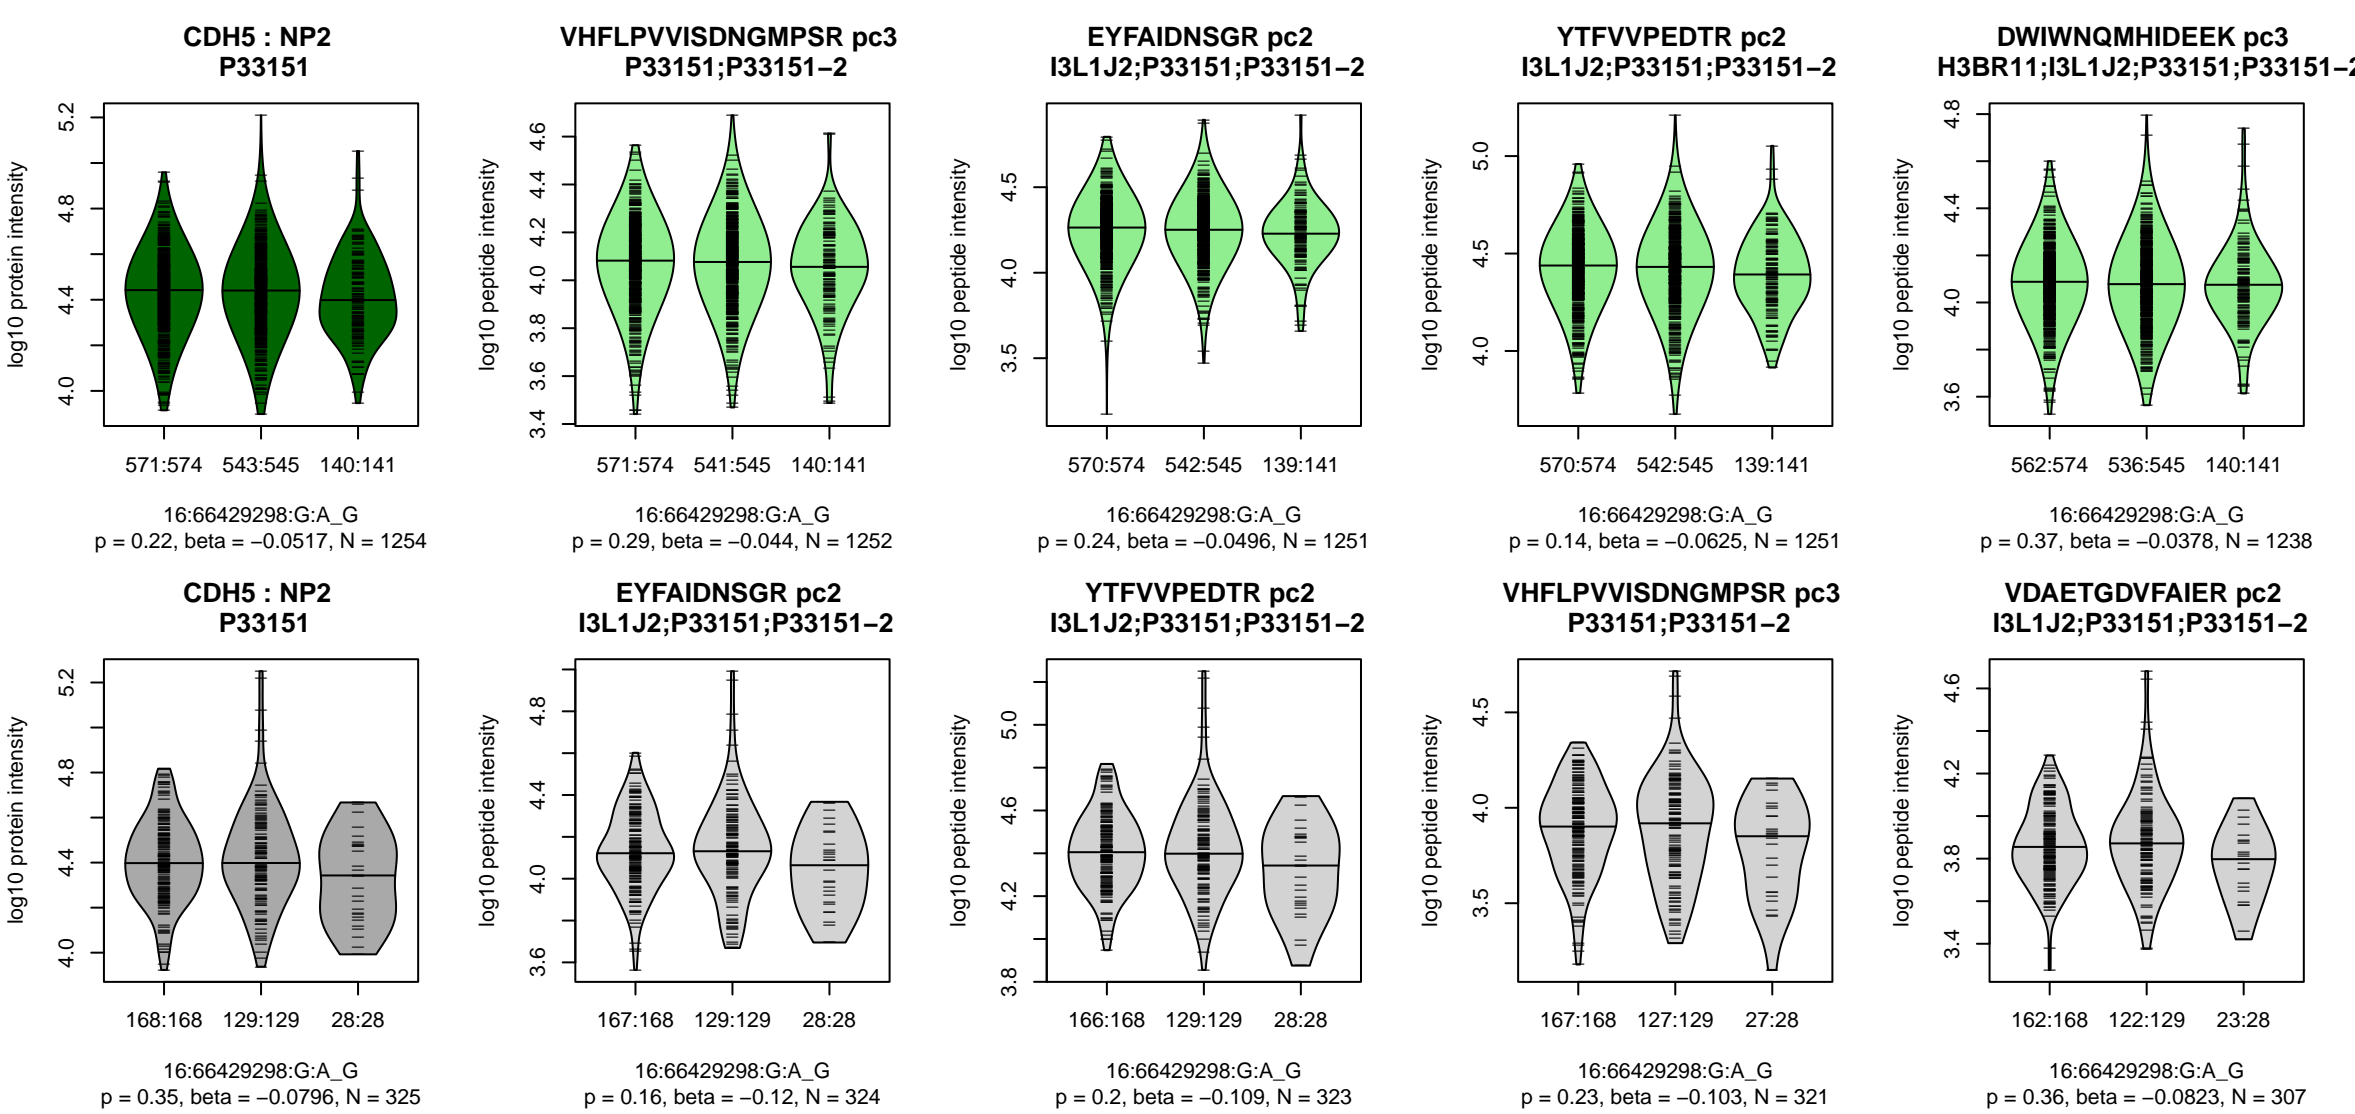 CDH5 : NP2
P33151
log10 protein intensity
5.2
4.8
4.4
4.0
571:574 543:545 140:141
16:66429298:G:A_G
p = 0.22, beta = −0.0517, N = 1254
VHFLPVVISDNGMPSR pc3
P33151;P33151−2
log10 peptide intensity
4.6
4.4
4.2
4.0
3.8
3.6
3.4
571:574 541:545 140:141
16:66429298:G:A_G
p = 0.29, beta = −0.044, N = 1252
EYFAIDNSGR pc2
I3L1J2;P33151;P33151−2
log10 peptide intensity
4.5
4.0
3.5
570:574 542:545 139:141
16:66429298:G:A_G
p = 0.24, beta = −0.0496, N = 1251
YTFVVPEDTR pc2
I3L1J2;P33151;P33151−2
log10 peptide intensity
5.0
4.5
4.0
570:574 542:545 139:141
16:66429298:G:A_G
p = 0.14, beta = −0.0625, N = 1251
DWIWNQMHIDEEK pc3
H3BR11;I3L1J2;P33151;P33151−2
log10 peptide intensity
4.8
4.4
4.0
3.6
562:574 536:545 140:141
16:66429298:G:A_G
p = 0.37, beta = −0.0378, N = 1238
CDH5 : NP2
P33151
log10 protein intensity
5.2
4.8
4.4
4.0
168:168 129:129 28:28
16:66429298:G:A_G
p = 0.35, beta = −0.0796, N = 325
EYFAIDNSGR pc2
I3L1J2;P33151;P33151−2
log10 peptide intensity
4.8
4.4
4.0
3.6
167:168 129:129 28:28
16:66429298:G:A_G
p = 0.16, beta = −0.12, N = 324
YTFVVPEDTR pc2
I3L1J2;P33151;P33151−2
log10 peptide intensity
5.0
4.6
4.2
3.8
166:168 129:129 28:28
16:66429298:G:A_G
p = 0.2, beta = −0.109, N = 323
VHFLPVVISDNGMPSR pc3
P33151;P33151−2
log10 peptide intensity
4.5
4.0
3.5
167:168 127:129 27:28
16:66429298:G:A_G
p = 0.23, beta = −0.103, N = 321
VDAETGDVFAIER pc2
I3L1J2;P33151;P33151−2
log10 peptide intensity
4.6
4.2
3.8
3.4
162:168 122:129 23:28
16:66429298:G:A_G
p = 0.36, beta = −0.0823, N = 307